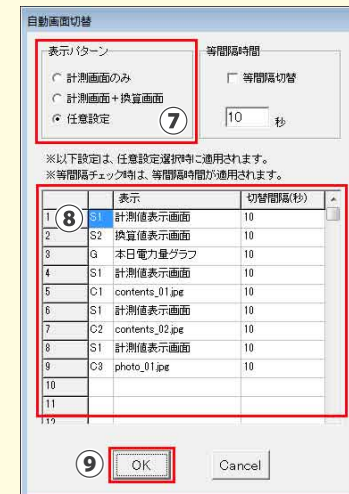 自動画面切替
表示パターン
計測画面のみ
計測画面+換算画面
任意設定
⑦
等間隔時間
等間隔切替
10 秒
※以下設定は、任意設定選択時に適用されます。
※等間隔チェック時は、等間隔時間が適用されます。
⑧
表示 切替間隔(秒)
1 S1 計測値表示画面 10
2 S2 換算値表示画面 10
3 G 本日電力量グラフ 10
4 S1 計測値表示画面 10
5 C1 contents_01.jpg 10
6 S1 計測値表示画面 10
7 C2 contents_02.jpg 10
8 S1 計測値表示画面 10
9 C3 photo_01.jpg 10
10
11
12
⑨ OK Cancel